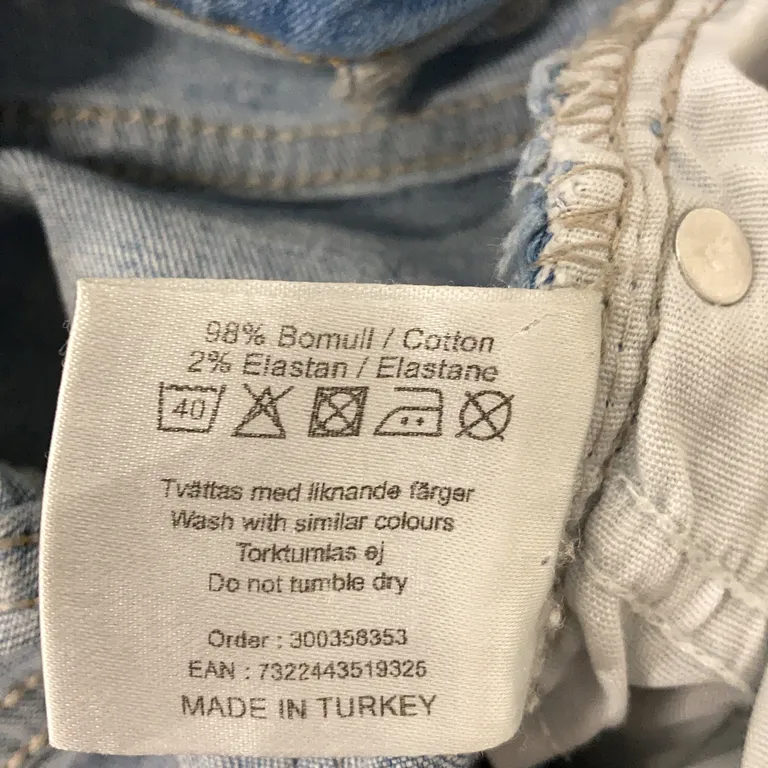 98% Bomull / Cotton
2% Elastan / Elastane
40
Tvättas med liknande färger
Wash with similar colours
Torktumlas ej
Do not tumble dry
Order : 300358353
EAN : 7322443519325
MADE IN TURKEY